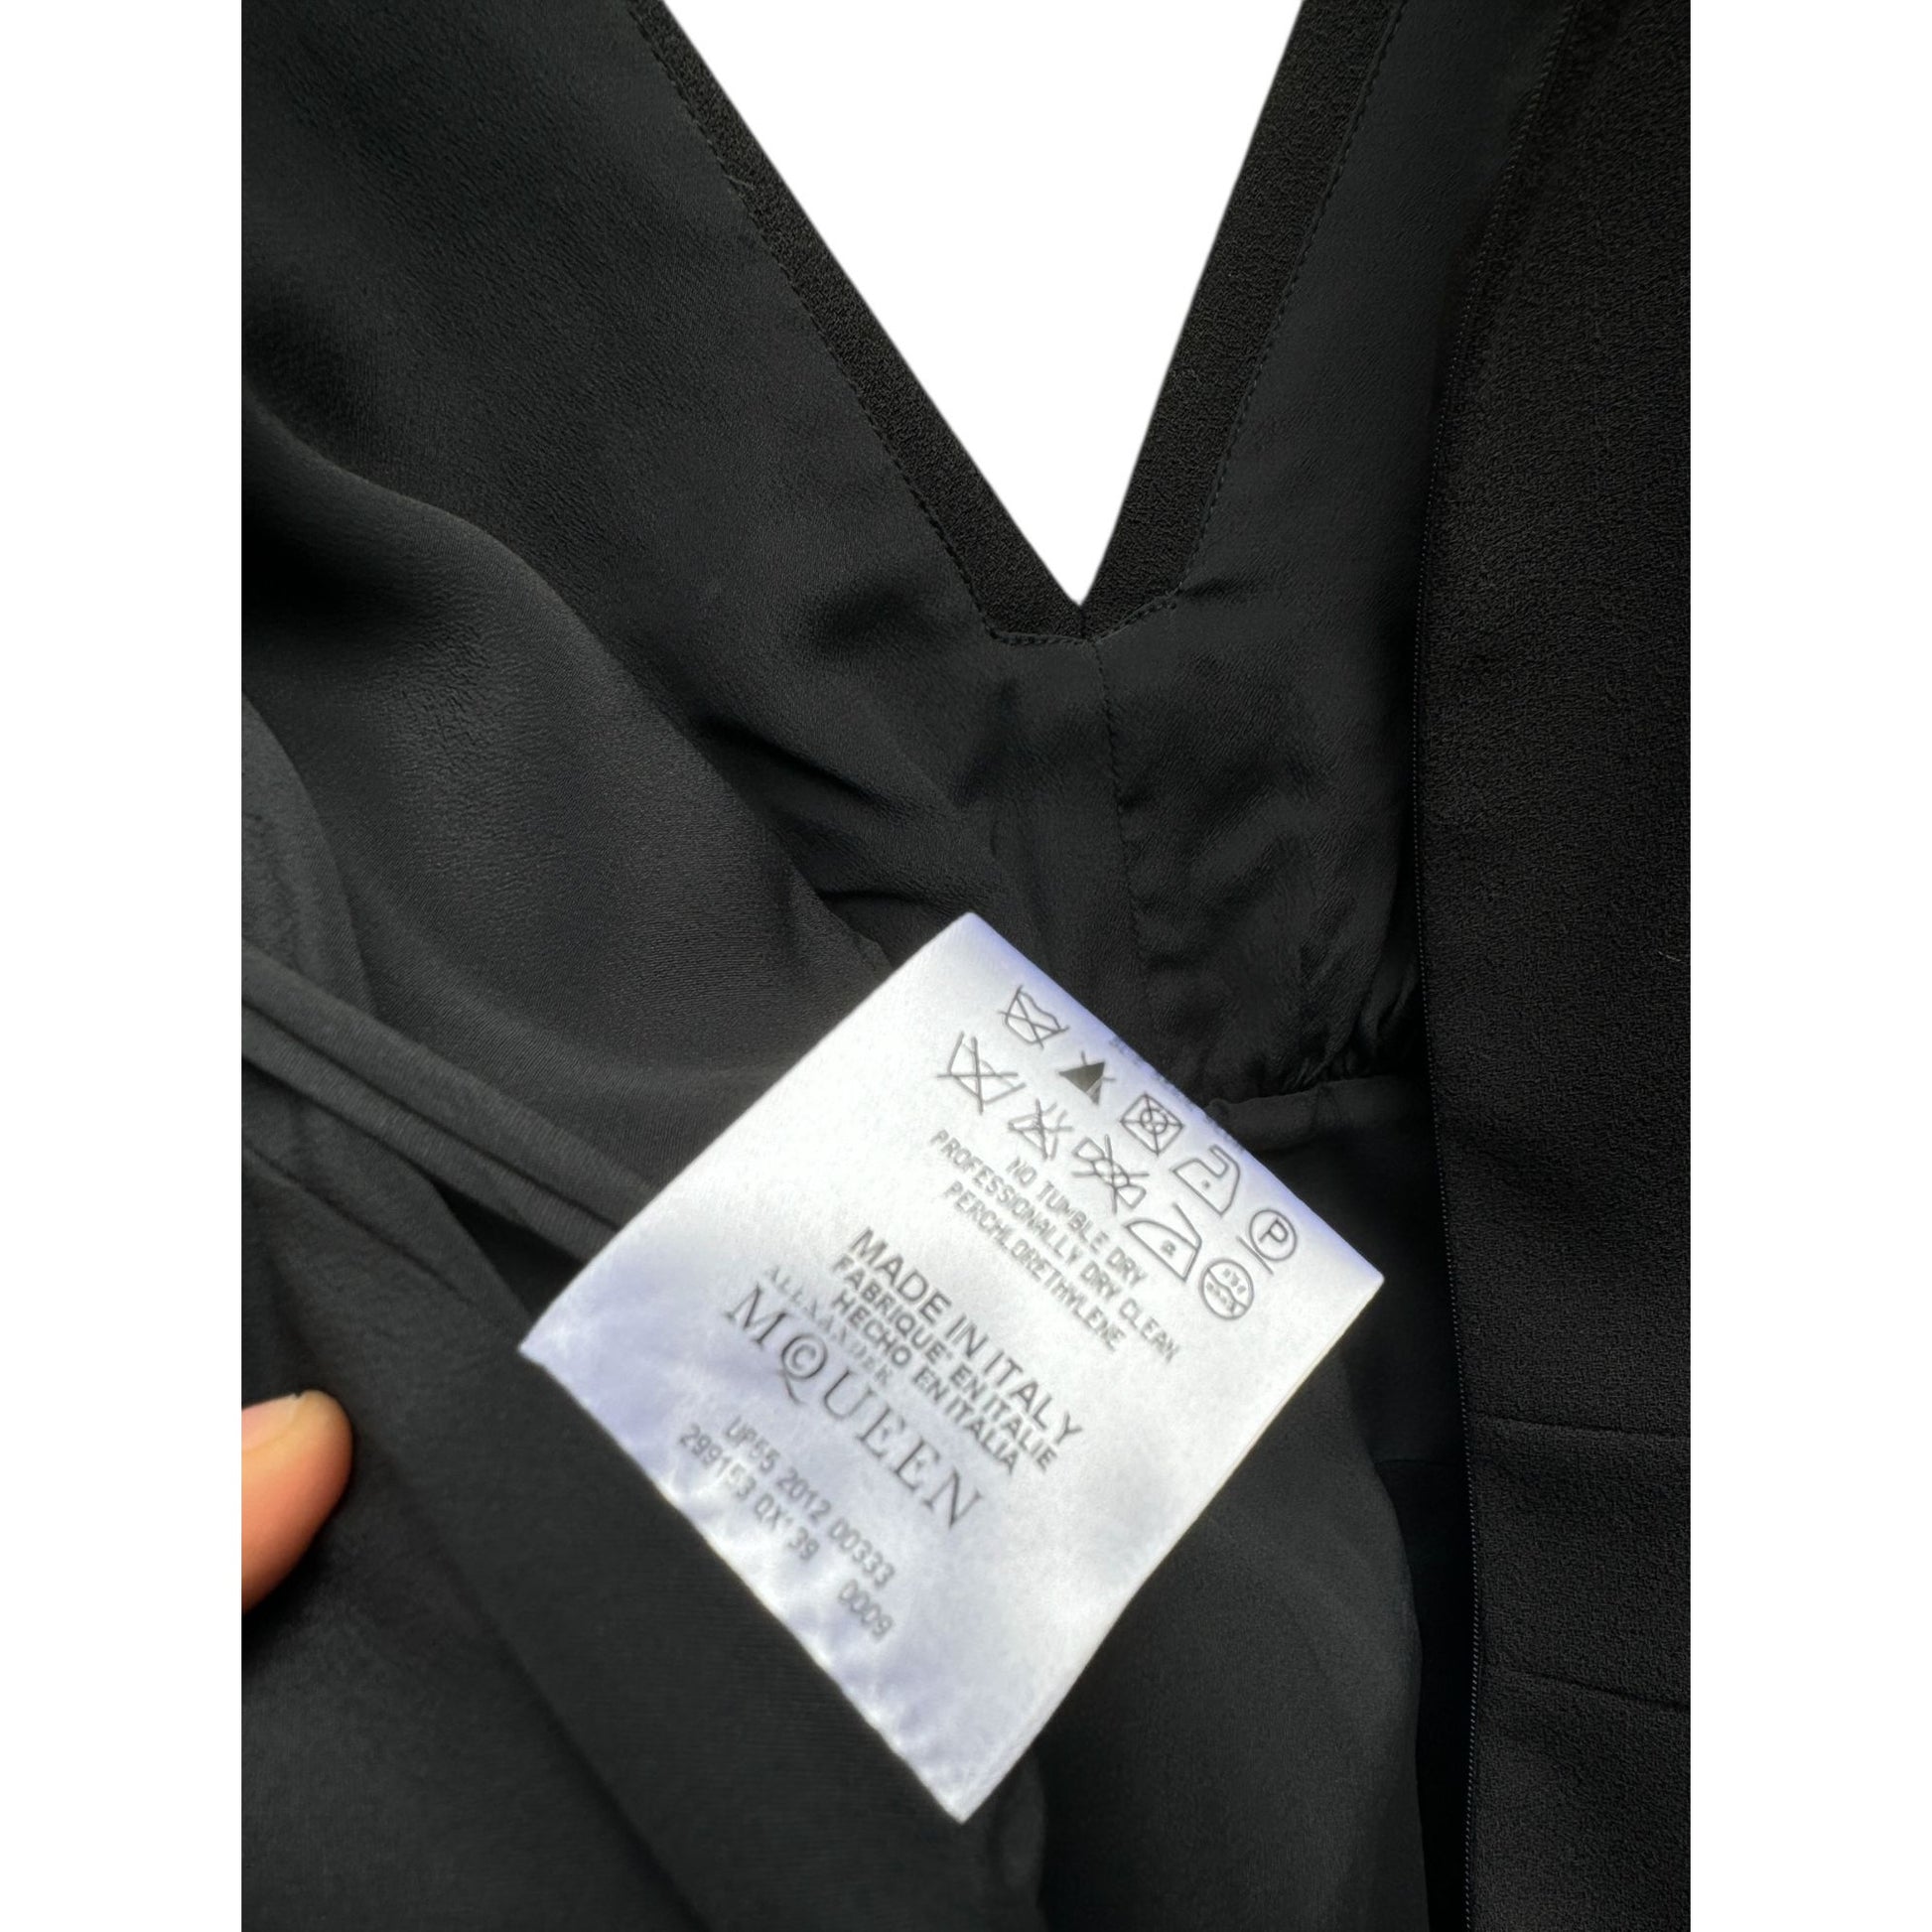 NO TUMBLE DRY
PROFESSIONALLY DRY CLEAN
PERCHLORETHYLENE
MADE IN ITALY
FABRIQUE' EN ITALIE
HECHO EN ITALIA
ALEXANDER
MCQUEEN
UP55 2012 00333
299153 QX' 39 0009
P